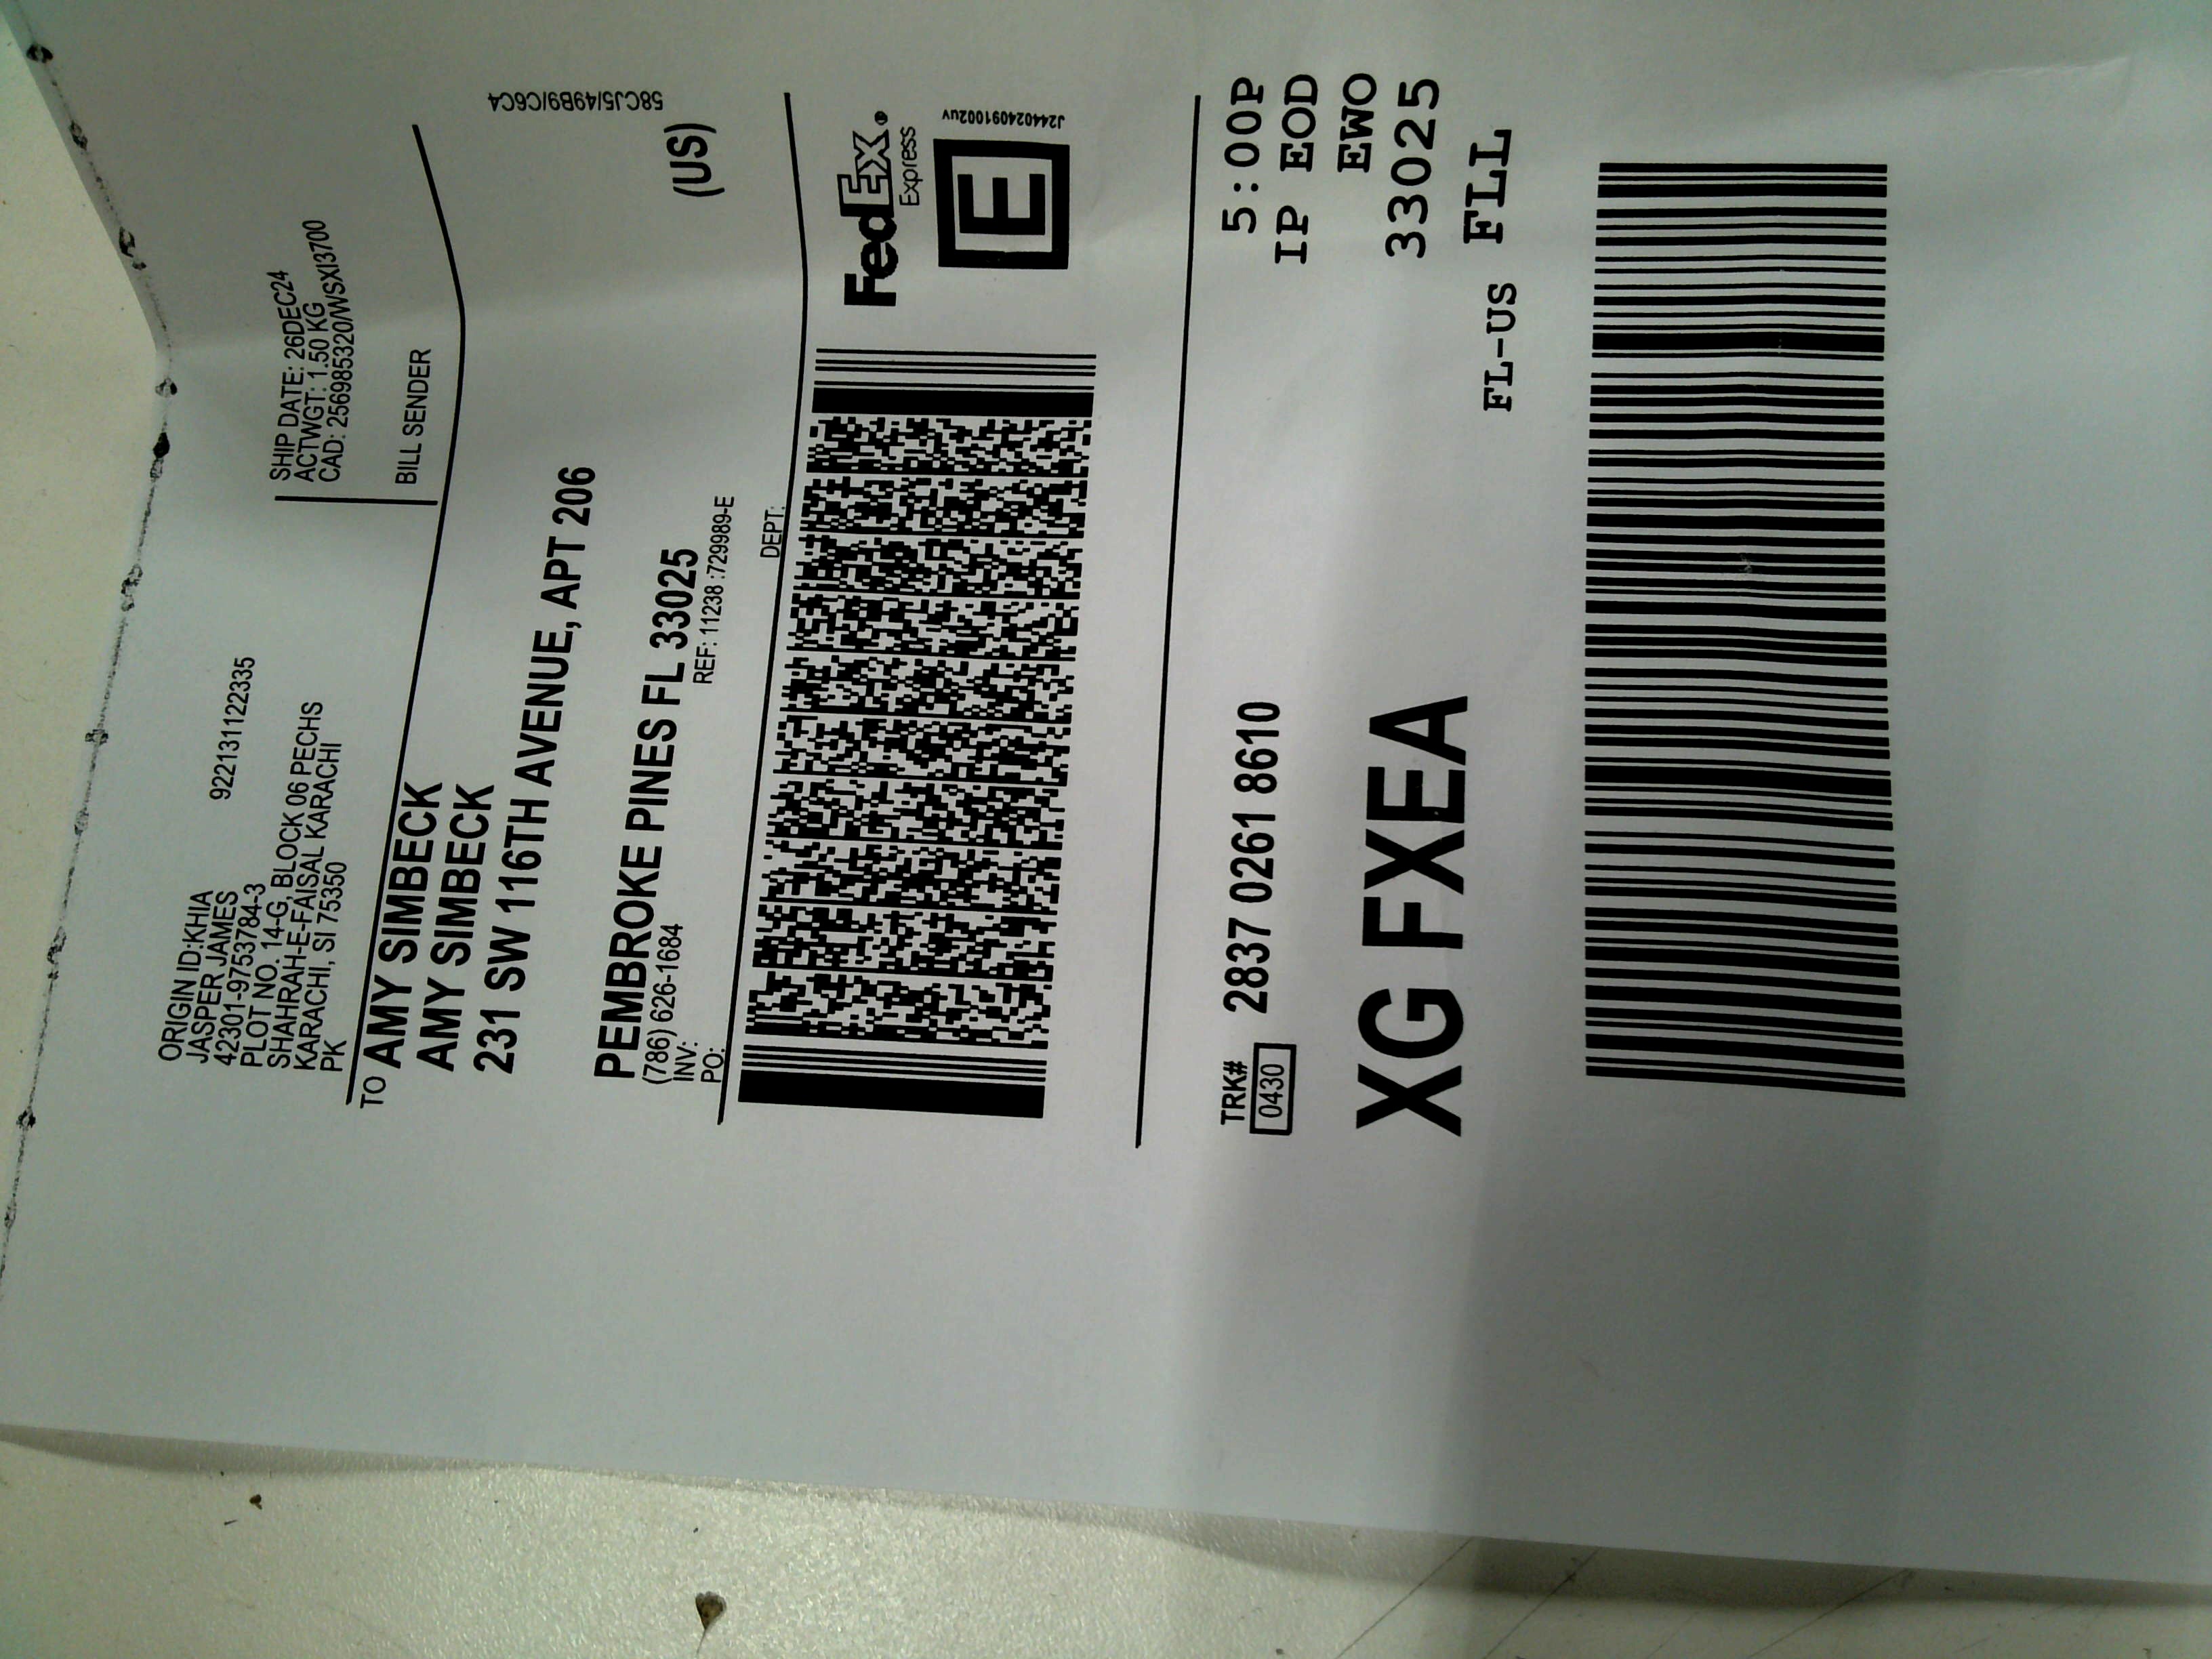 ORIGIN ID:KHIA 922131122335
JASPER JAMES
42301-9753784-3
PLOT NO. 14-G, BLOCK 06 PECHS
SHAHRAH-E-FAISAL KARACHI
KARACHI, SI 75350
PK
SHIP DATE: 26DEC24
ACTWGT: 1.50 KG
CAD: 256985320/WSXI3700
BILL SENDER
TO AMY SIMBECK
AMY SIMBECK
231 SW 116TH AVENUE, APT 206
PEMBROKE PINES FL 33025
(US)
(786) 626-1684
REF: 11238 :729989-E
INV:
PO:
DEPT:
58CJ5/49B9/C6C4
FedEx®
Express
E
J244024091002uv
TRK# 2837 0261 8610
0430
5:00P
IP EOD
EWO
XG FXEA
33025
FL-US FLL